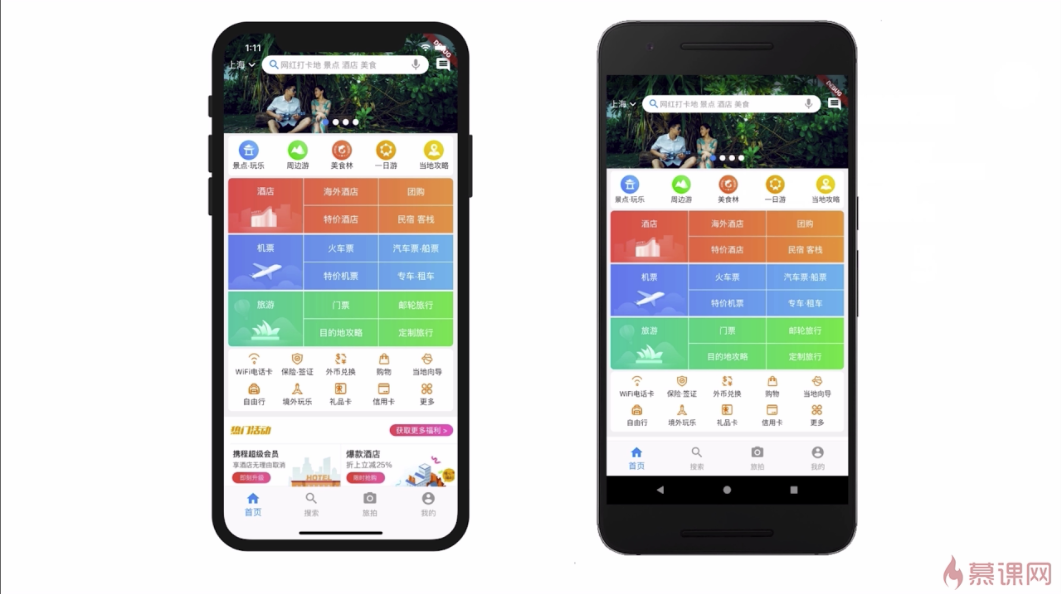 1:11
DEBUG
上海
网红打卡地 景点 酒店 美食
景点·玩乐
周边游
美食林
一日游
当地攻略
酒店
海外酒店
团购
特价酒店
民宿 客栈
机票
火车票
汽车票·船票
特价机票
专车·租车
旅游
门票
邮轮旅行
目的地攻略
定制旅行
WiFi电话卡
保险·签证
外币兑换
购物
当地向导
自由行
境外玩乐
礼品卡
信用卡
更多
热门活动
获取更多福利 >
携程超级会员
享酒店无理由取消
立即升级
HOTEL
爆款酒店
折上立减25%
限时抢购
首页
搜索
旅拍
我的
DEBUG
上海
网红打卡地 景点 酒店 美食
景点·玩乐
周边游
美食林
一日游
当地攻略
酒店
海外酒店
团购
特价酒店
民宿 客栈
机票
火车票
汽车票·船票
特价机票
专车·租车
旅游
门票
邮轮旅行
目的地攻略
定制旅行
WiFi电话卡
保险·签证
外币兑换
购物
当地向导
自由行
境外玩乐
礼品卡
信用卡
更多
首页
搜索
旅拍
我的
慕课网